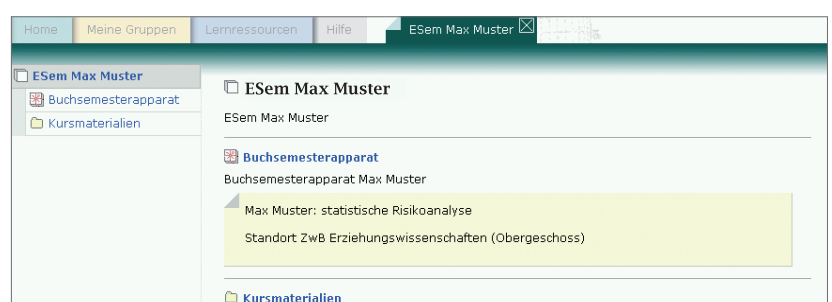 Home Meine Gruppen Lernressourcen Hilfe ESem Max Muster
ESem Max Muster
Buchsemesterapparat
Kursmaterialien
ESem Max Muster
ESem Max Muster
Buchsemesterapparat
Buchsemesterapparat Max Muster
Max Muster: statistische Risikoanalyse
Standort ZwB Erziehungswissenschaften (Obergeschoss)
Kursmaterialien